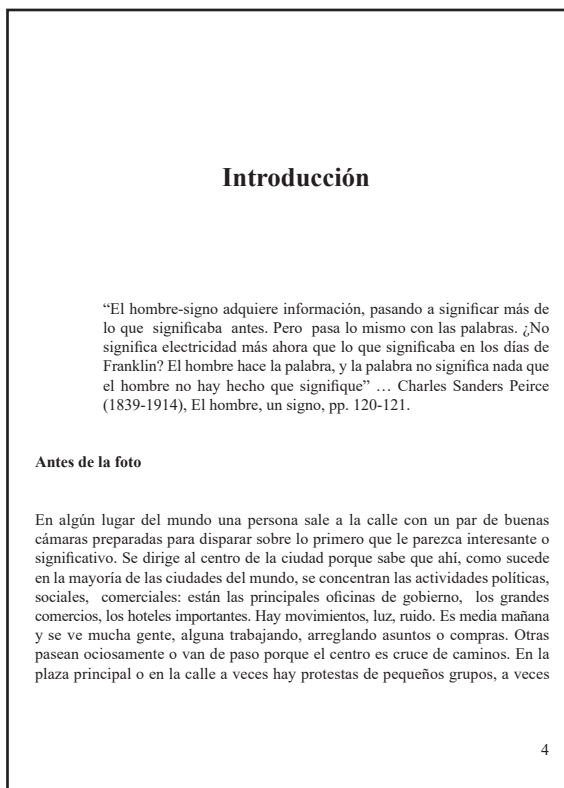 Introducción
“El hombre-signo adquiere información, pasando a significar más de
lo que significaba antes. Pero pasa lo mismo con las palabras. ¿No
significa electricidad más ahora que lo que significaba en los días de
Franklin? El hombre hace la palabra, y la palabra no significa nada que
el hombre no hay hecho que signifique” … Charles Sanders Peirce
(1839-1914), El hombre, un signo, pp. 120-121.
Antes de la foto
En algún lugar del mundo una persona sale a la calle con un par de buenas
cámaras preparadas para disparar sobre lo primero que le parezca interesante o
significativo. Se dirige al centro de la ciudad porque sabe que ahí, como sucede
en la mayoría de las ciudades del mundo, se concentran las actividades políticas,
sociales, comerciales: están las principales oficinas de gobierno, los grandes
comercios, los hoteles importantes. Hay movimientos, luz, ruido. Es media mañana
y se ve mucha gente, alguna trabajando, arreglando asuntos o compras. Otras
pasean ociosamente o van de paso porque el centro es cruce de caminos. En la
plaza principal o en la calle a veces hay protestas de pequeños grupos, a veces
4